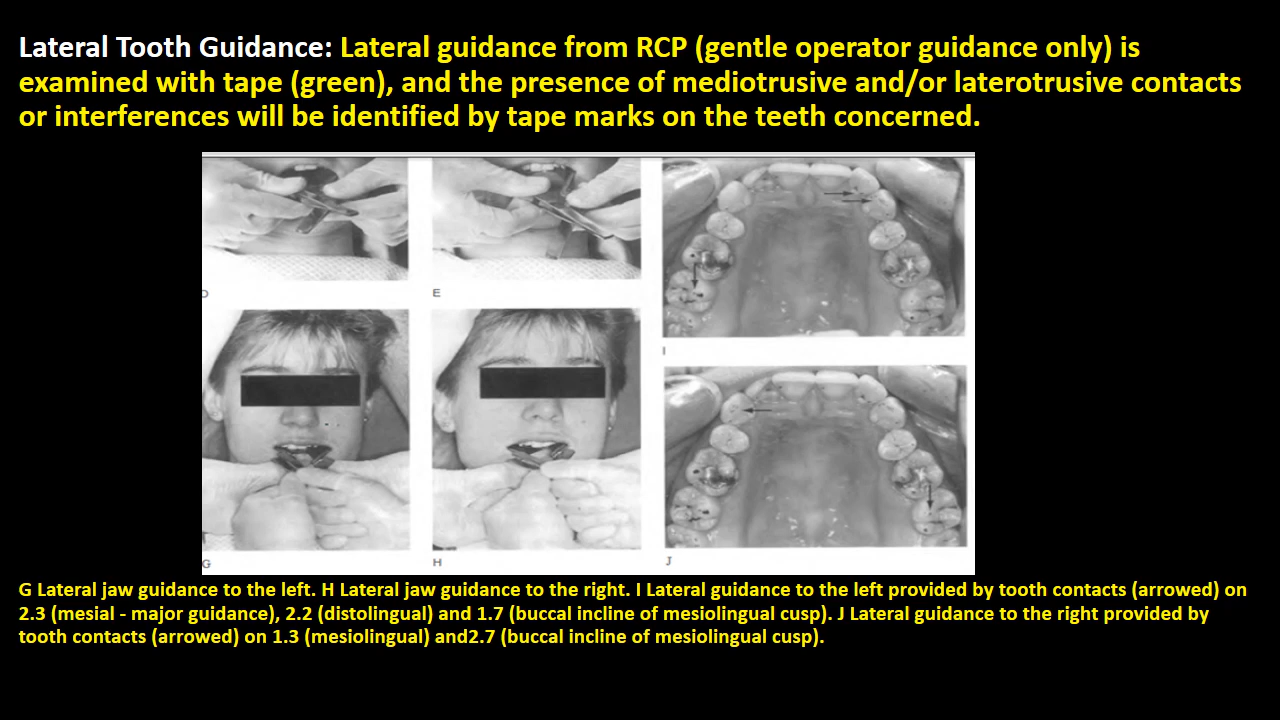 Lateral Tooth Guidance: Lateral guidance from RCP (gentle operator guidance only) is
examined with tape (green), and the presence of mediotrusive and/or laterotrusive contacts
or interferences will be identified by tape marks on the teeth concerned.
D
E
I
G
H
J
G Lateral jaw guidance to the left. H Lateral jaw guidance to the right. I Lateral guidance to the left provided by tooth contacts (arrowed) on
2.3 (mesial - major guidance), 2.2 (distolingual) and 1.7 (buccal incline of mesiolingual cusp). J Lateral guidance to the right provided by
tooth contacts (arrowed) on 1.3 (mesiolingual) and2.7 (buccal incline of mesiolingual cusp).